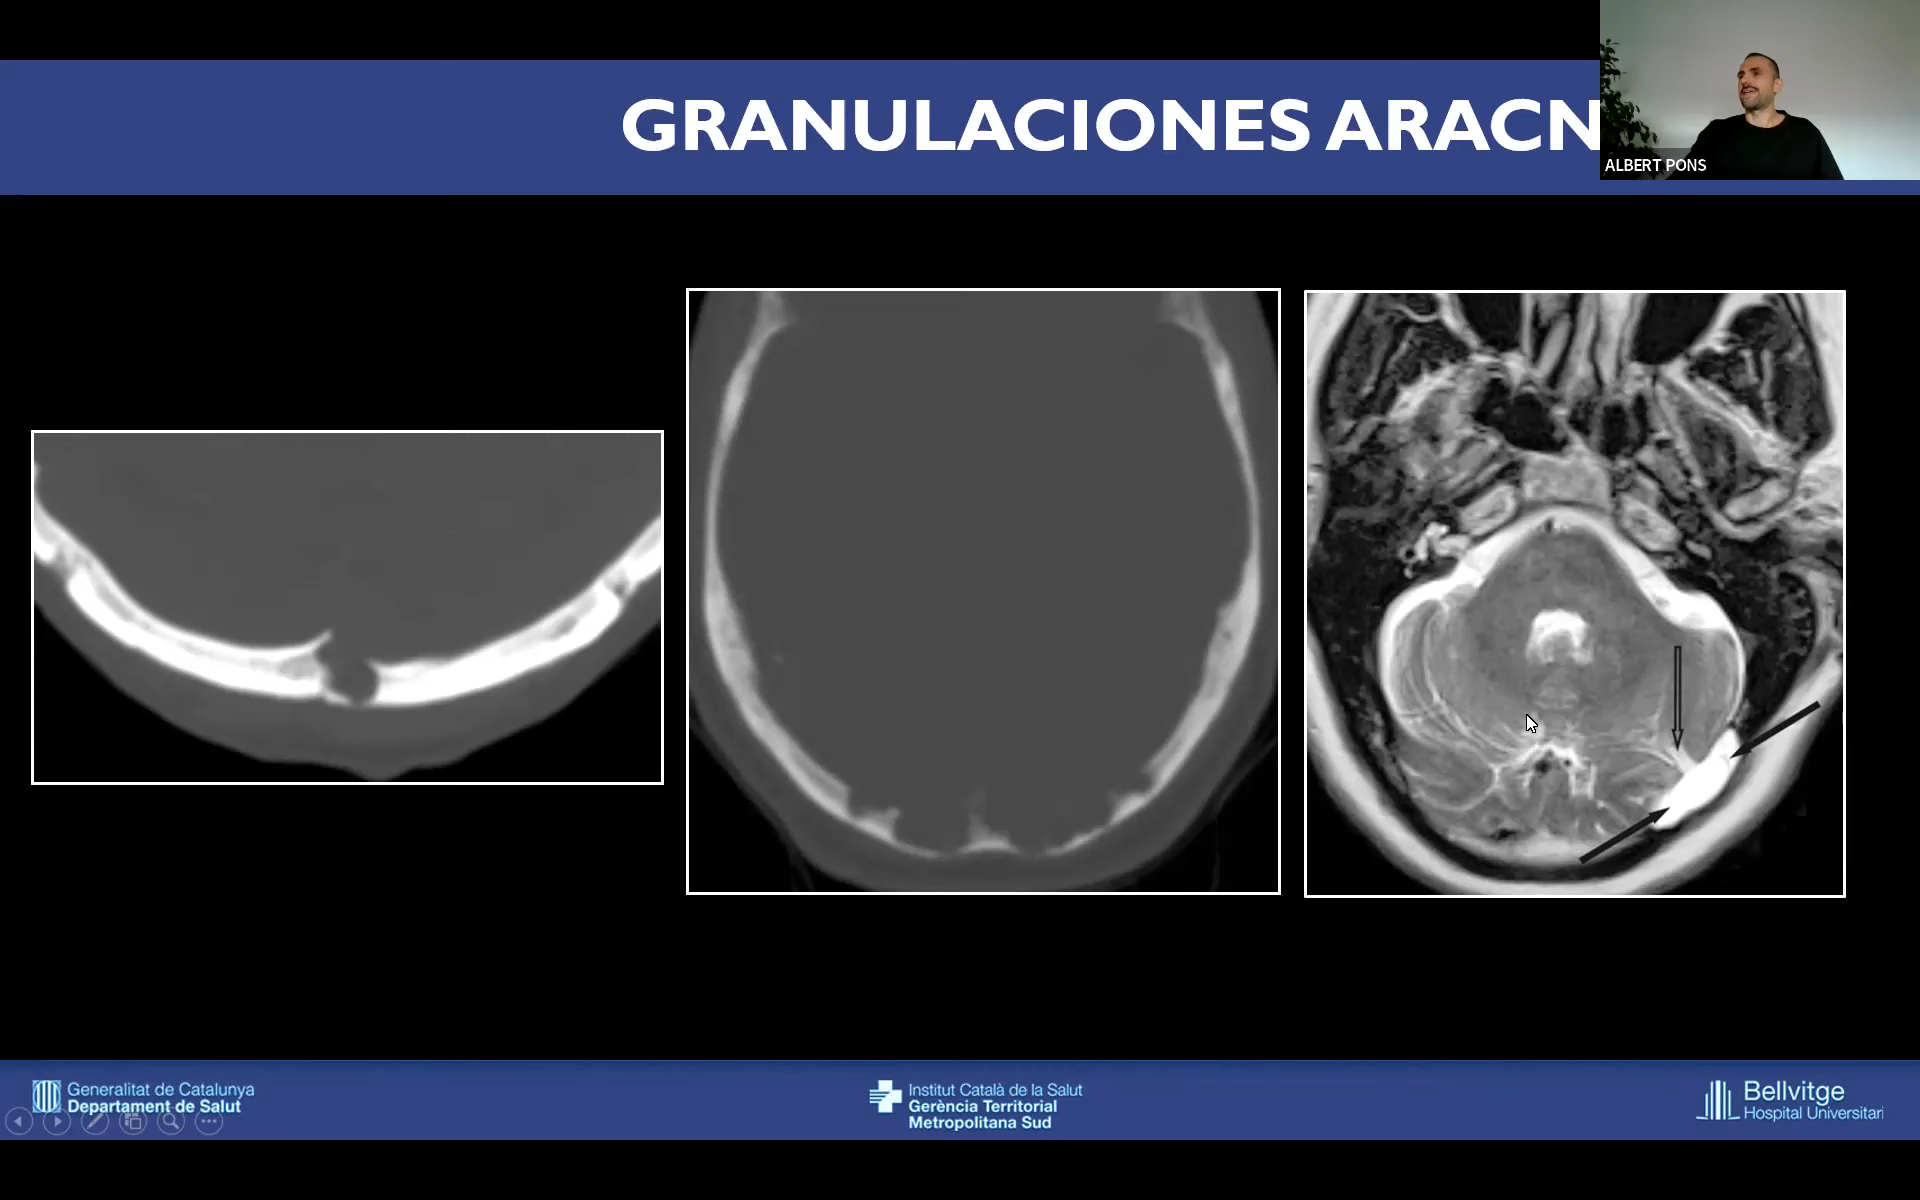 GRANULACIONES ARACN
ALBERT PONS
Generalitat de Catalunya
Departament de Salut
Institut Català de la Salut
Gerència Territorial
Metropolitana Sud
Bellvitge
Hospital Universitari